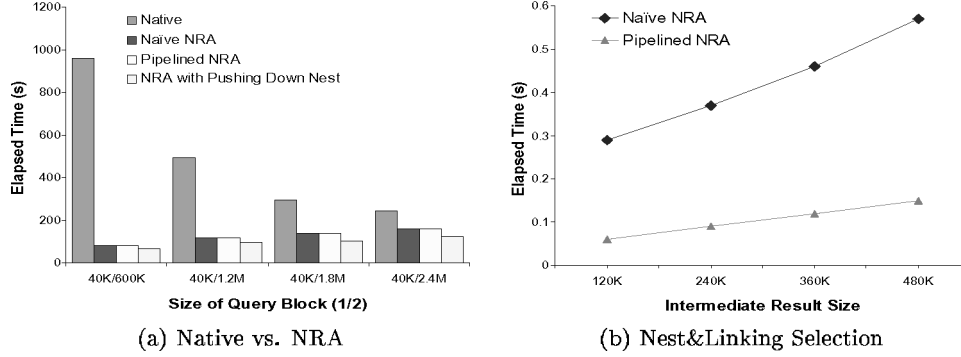 1200
1000
800
600
400
200
0
Elapsed Time (s)
Native
Naïve NRA
Pipelined NRA
NRA with Pushing Down Nest
40K/600K
40K/1.2M
40K/1.8M
40K/2.4M
Size of Query Block (1/2)
(a) Native vs. NRA
0.6
0.5
0.4
0.3
0.2
0.1
0
Elapsed Time (s)
Naïve NRA
Pipelined NRA
120K
240K
360K
480K
Intermediate Result Size
(b) Nest&Linking Selection